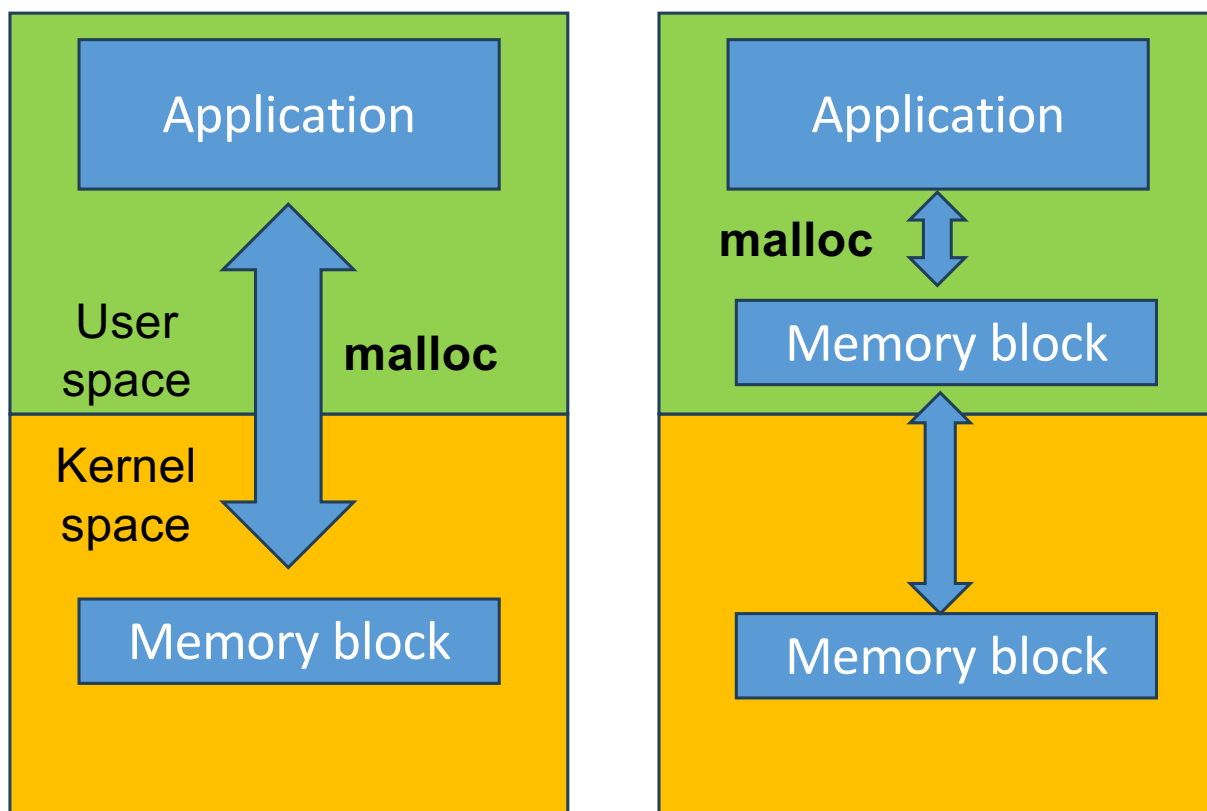 Application
User
space
malloc
Kernel
space
Memory block
Application
malloc
Memory block
Memory block